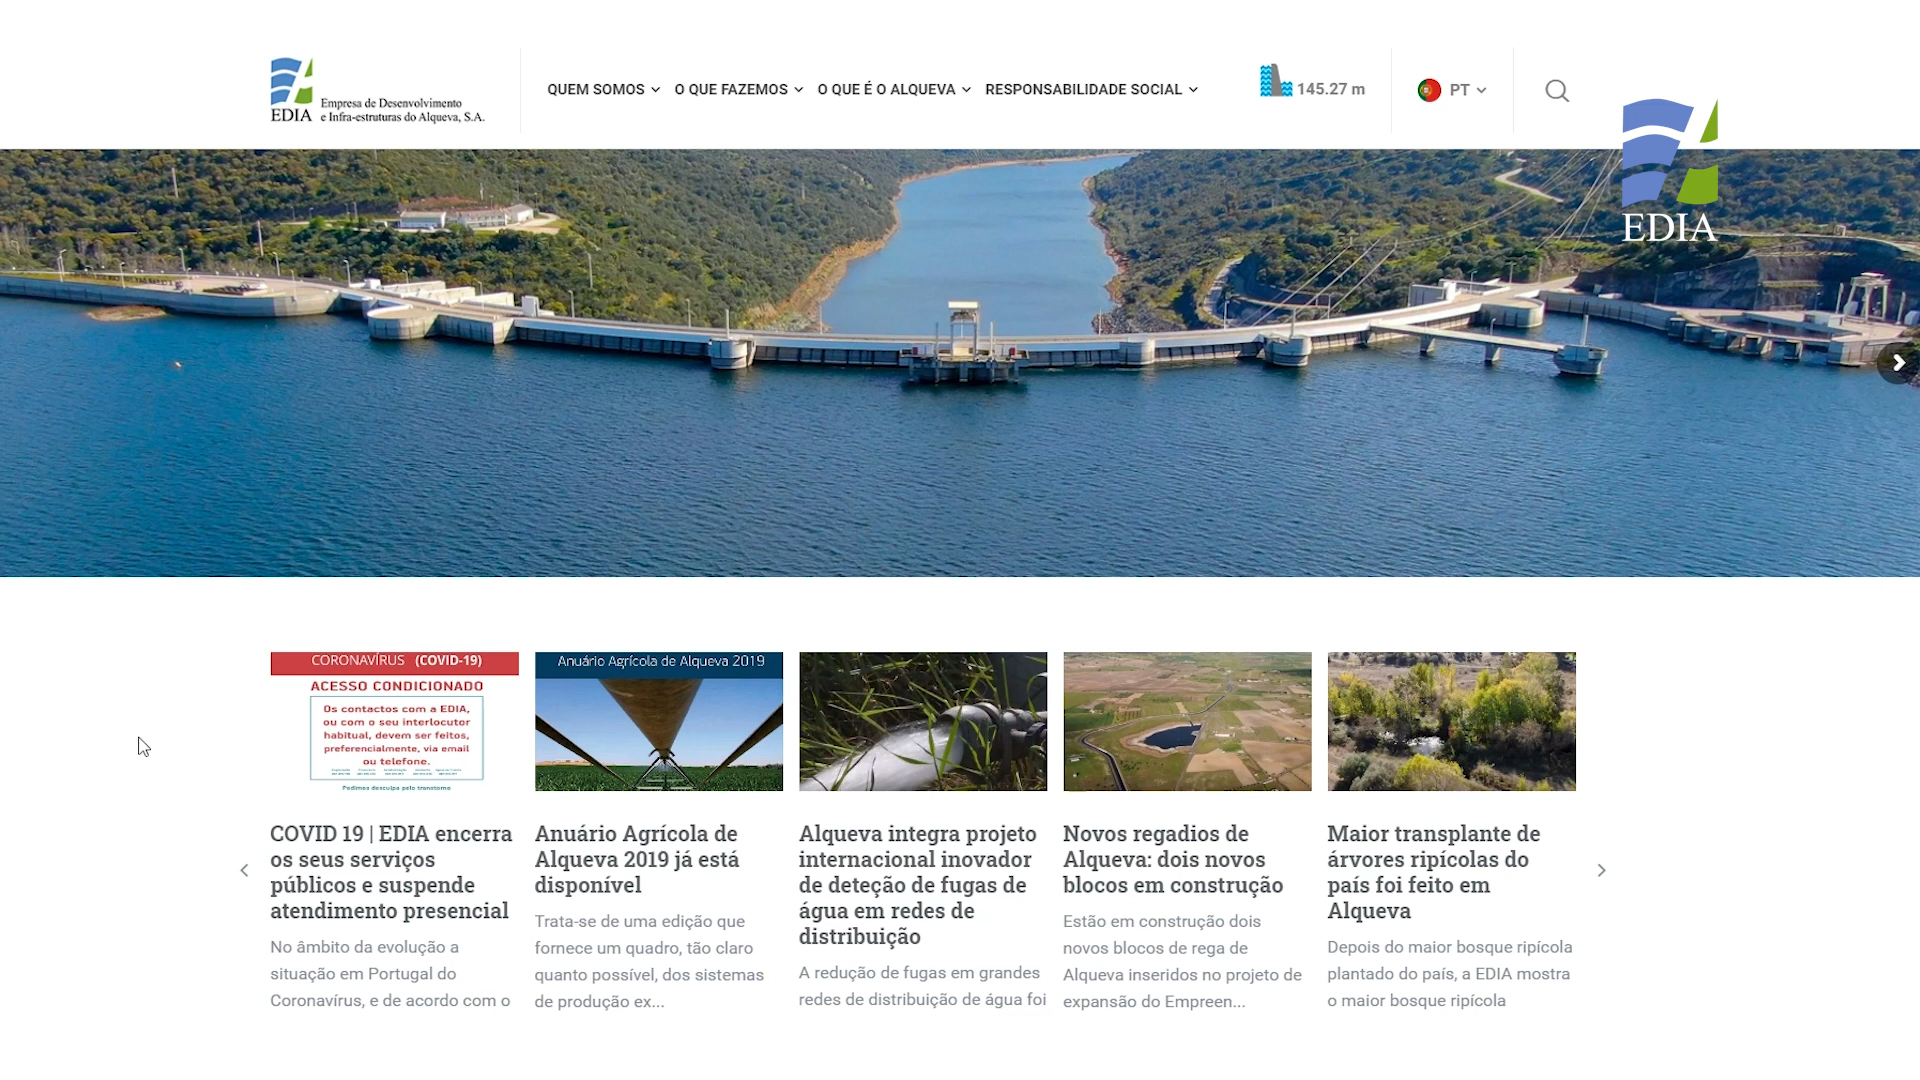 EDIA
Empresa de Desenvolvimento
e Infra-estruturas do Alqueva, S.A.
QUEM SOMOS
O QUE FAZEMOS
O QUE É O ALQUEVA
RESPONSABILIDADE SOCIAL
145.27 m
PT
EDIA
CORONAVÍRUS (COVID-19)
ACESSO CONDICIONADO
Os contactos com a EDIA,
ou com o seu interlocutor
habitual, devem ser feitos,
preferencialmente, via email
ou telefone.
Pedimos desculpa pelo transtorno
COVID 19 | EDIA encerra
os seus serviços
públicos e suspende
atendimento presencial
No âmbito da evolução a
situação em Portugal do
Coronavírus, e de acordo com o
Anuário Agrícola de Alqueva 2019
Anuário Agrícola de
Alqueva 2019 já está
disponível
Trata-se de uma edição que
fornece um quadro, tão claro
quanto possível, dos sistemas
de produção ex...
Alqueva integra projeto
internacional inovador
de deteção de fugas de
água em redes de
distribuição
A redução de fugas em grandes
redes de distribuição de água foi
Novos regadios de
Alqueva: dois novos
blocos em construção
Estão em construção dois
novos blocos de rega de
Alqueva inseridos no projeto de
expansão do Empreen...
Maior transplante de
árvores ripícolas do
país foi feito em
Alqueva
Depois do maior bosque ripícola
plantado do país, a EDIA mostra
o maior bosque ripícola